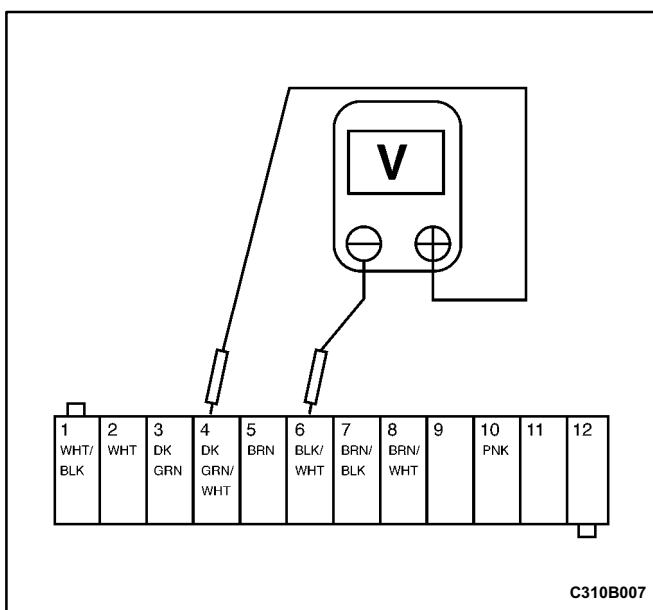 V
1 2 3 4 5 6 7 8 9 10 11 12
WHT/ WHT DK DK BRN BLK/ BRN/ BRN/ PNK
BLK GRN GRN/ WHT BLK WHT
WHT
C310B007